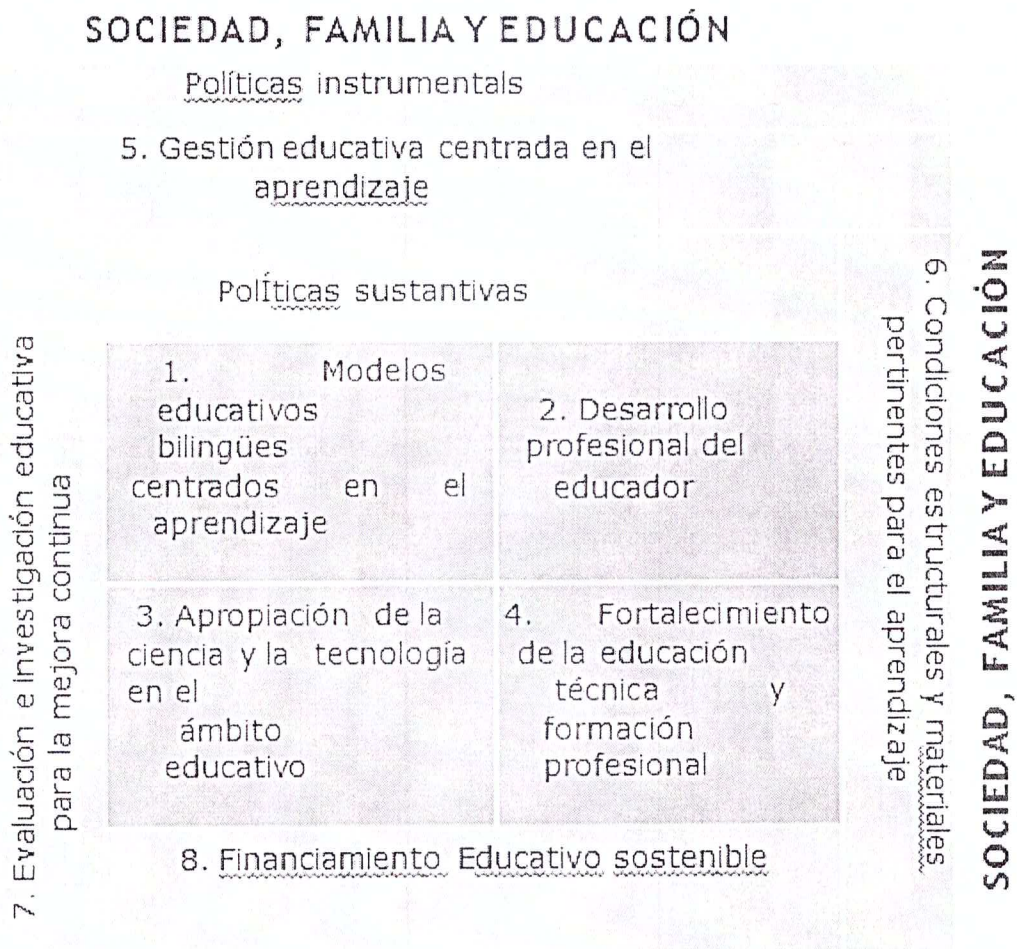 SOCIEDAD, FAMILIA Y EDUCACIÓN
Políticas instrumentals
5. Gestión educativa centrada en el
aprendizaje
Políticas sustantivas
1. Modelos
educativos
bilingües
centrados en el
aprendizaje
2. Desarrollo
profesional del
educador
3. Apropiación de la
ciencia y la tecnología
en el
ámbito
educativo
4. Fortalecimiento
de la educación
técnica y
formación
profesional
8. Financiamiento Educativo sostenible
7. Evaluación e investigación educativa
para la mejora continua
6. Condiciones estructurales y materiales
pertinentes para el aprendizaje
SOCIEDAD, FAMILIA Y EDUCACIÓN